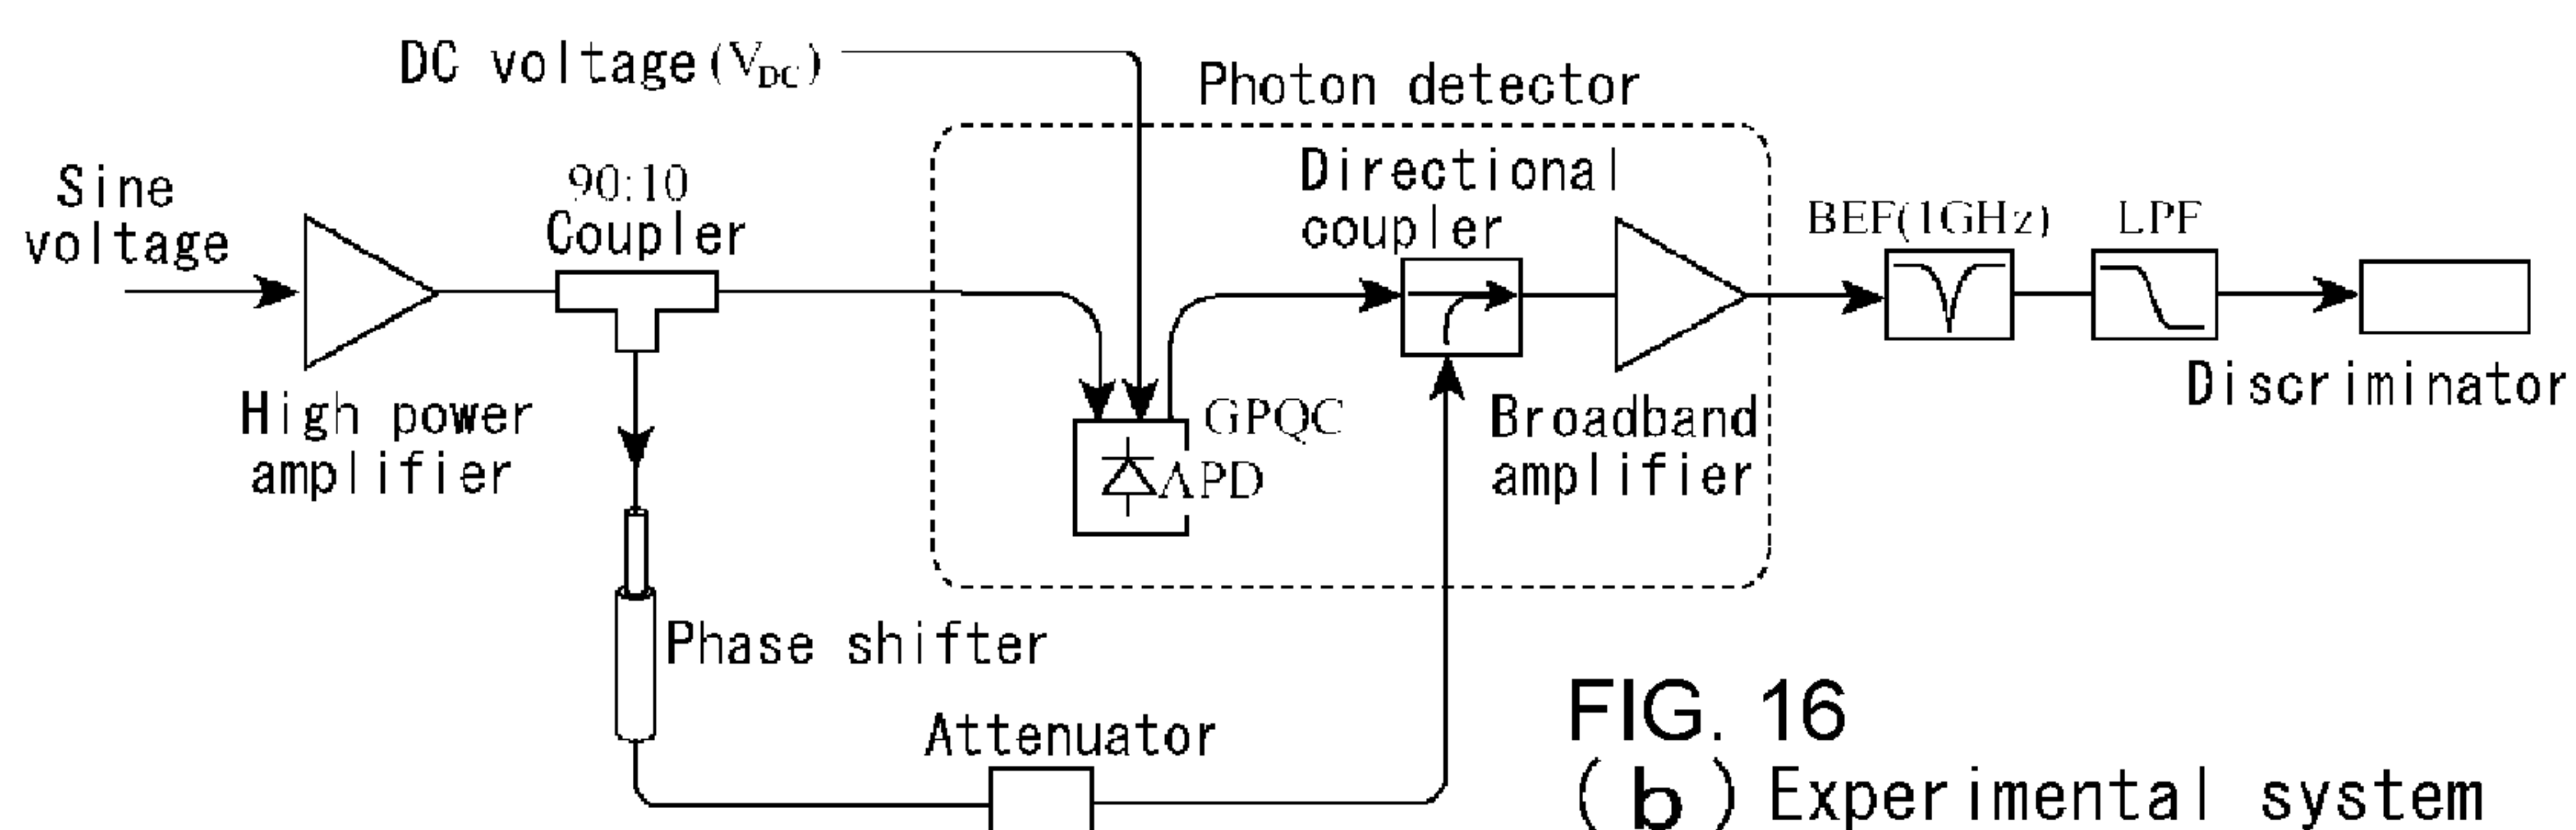 DC voltage (VDC)
Photon detector
Sine
voltage
90:10
Coupler
Directional
coupler
BEF(1GHz)
LPF
High power
amplifier
GPQC
APD
Broadband
amplifier
Discriminator
Phase shifter
Attenuator
FIG. 16
(b) Experimental system